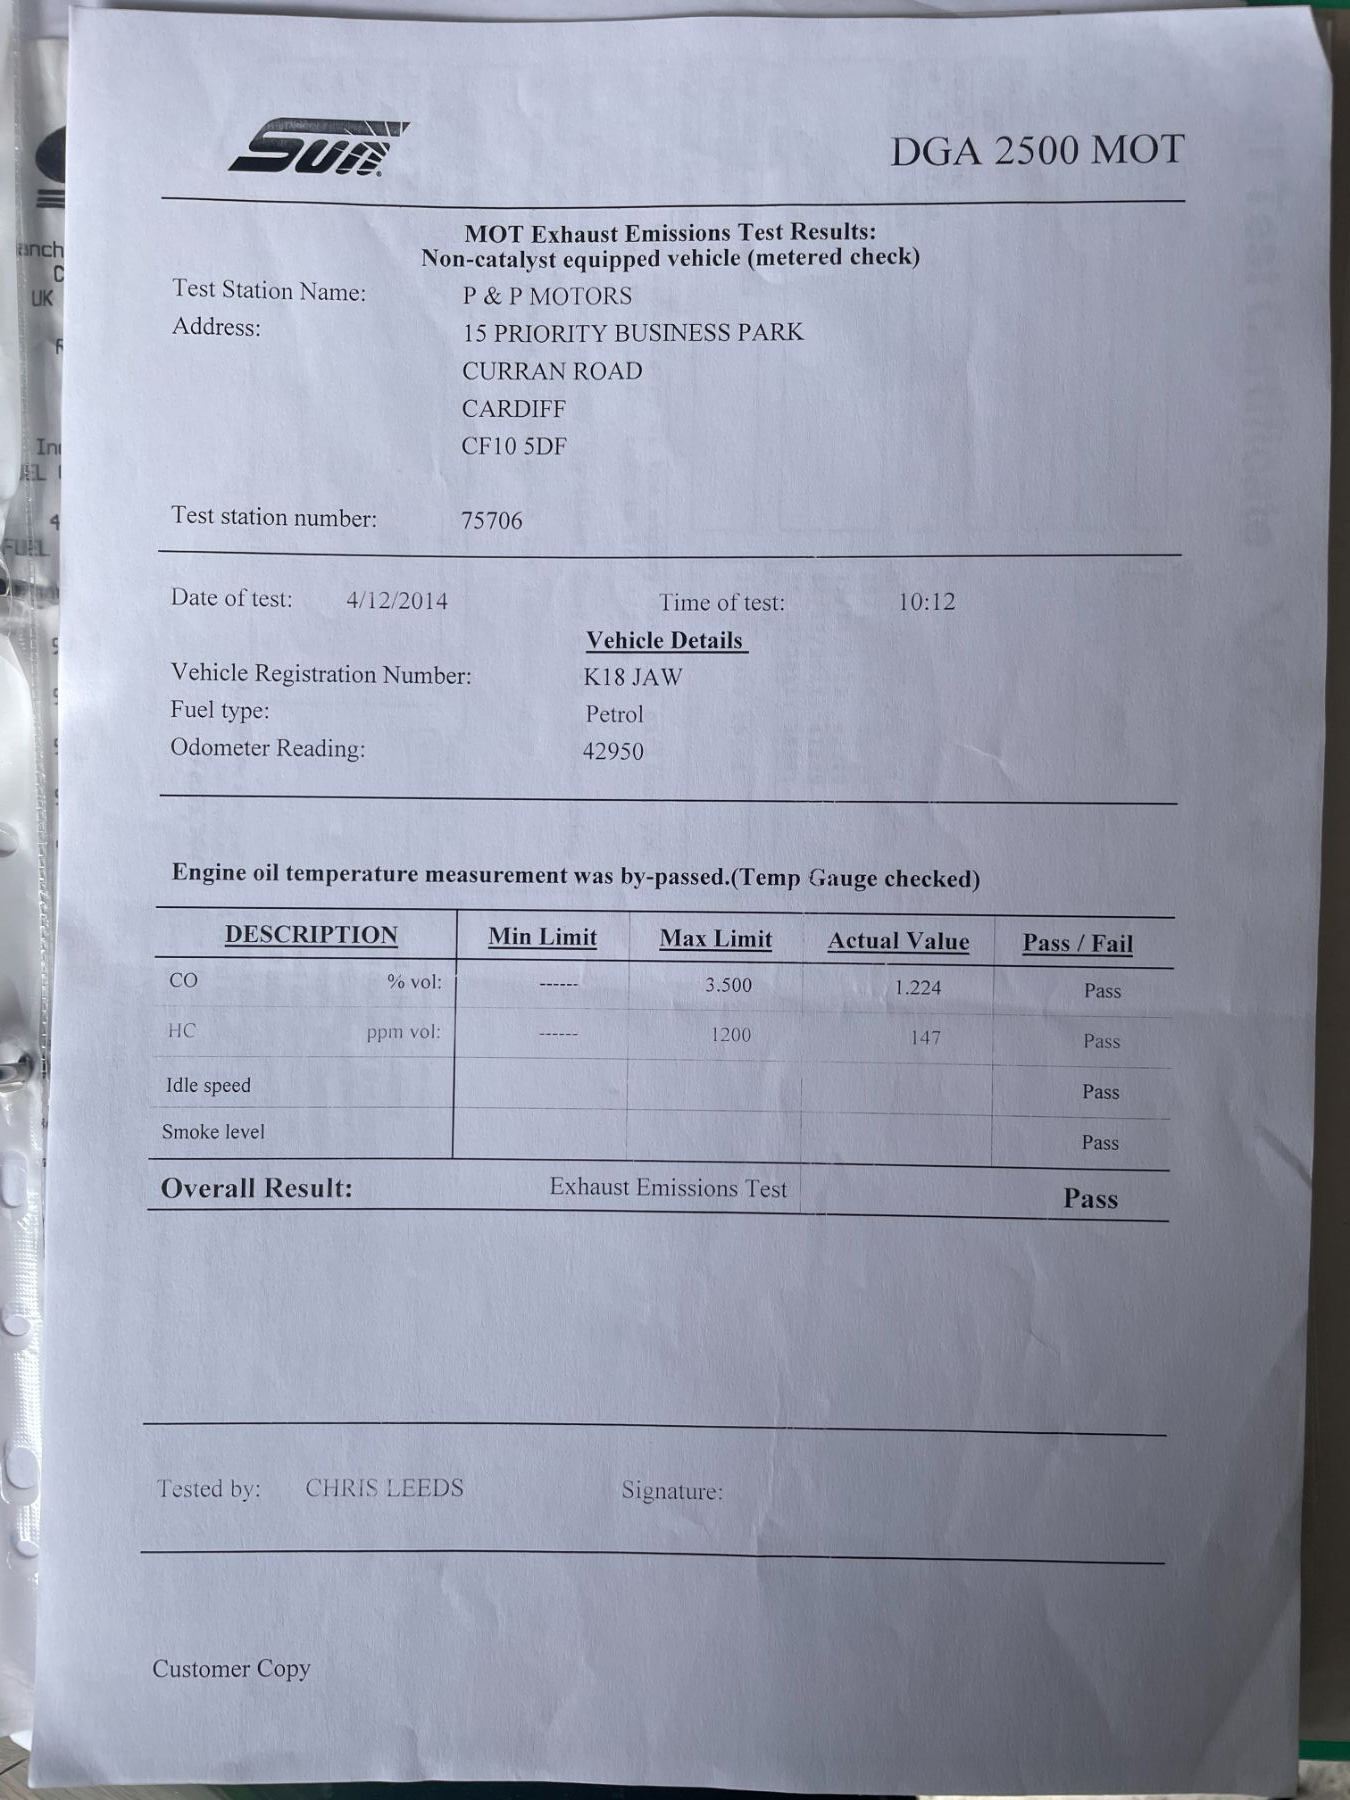 Sun
DGA 2500 MOT
MOT Exhaust Emissions Test Results:
Non-catalyst equipped vehicle (metered check)
Test Station Name: P & P MOTORS
Address: 15 PRIORITY BUSINESS PARK
CURRAN ROAD
CARDIFF
CF10 5DF
Test station number: 75706
Date of test: 4/12/2014 Time of test: 10:12
Vehicle Details
Vehicle Registration Number: K18 JAW
Fuel type: Petrol
Odometer Reading: 42950
Engine oil temperature measurement was by-passed.(Temp Gauge checked)
DESCRIPTION Min Limit Max Limit Actual Value Pass / Fail
CO % vol: ------ 3.500 1.224 Pass
HC ppm vol: ------ 1200 147 Pass
Idle speed Pass
Smoke level Pass
Overall Result: Exhaust Emissions Test Pass
Tested by: CHRIS LEEDS Signature:
Customer Copy
UK
FUEL